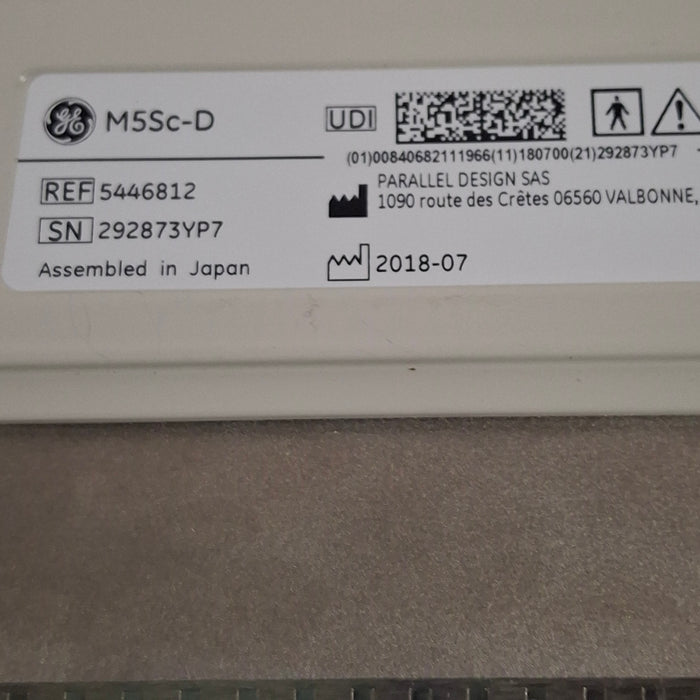 GE M5Sc-D
UDI
(01)00840682111966(11)180700(21)292873YP7
REF 5446812
PARALLEL DESIGN SAS
1090 route des Crêtes 06560 VALBONNE,
SN 292873YP7
Assembled in Japan
2018-07